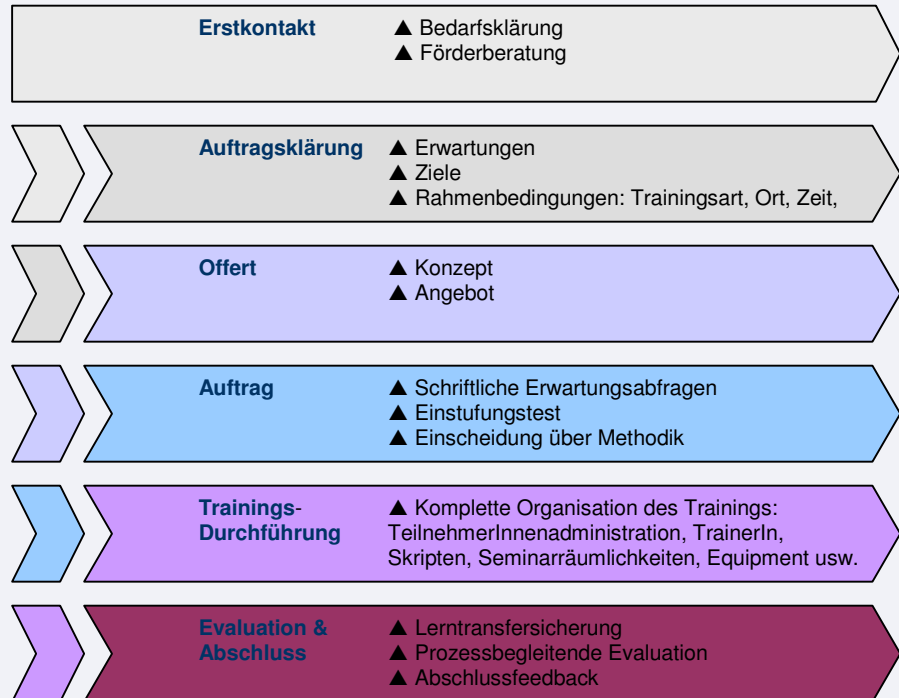 Erstkontakt ▲ Bedarfsklärung
▲ Förderberatung
Auftragsklärung ▲ Erwartungen
▲ Ziele
▲ Rahmenbedingungen: Trainingsart, Ort, Zeit,
Offert ▲ Konzept
▲ Angebot
Auftrag ▲ Schriftliche Erwartungsabfragen
▲ Einstufungstest
▲ Einscheidung über Methodik
Trainings-
Durchführung
▲ Komplette Organisation des Trainings:
TeilnehmerInnenadministration, TrainerIn,
Skripten, Seminarräumlichkeiten, Equipment usw.
Evaluation &
Abschluss
▲ Lerntransfersicherung
▲ Prozessbegleitende Evaluation
▲ Abschlussfeedback